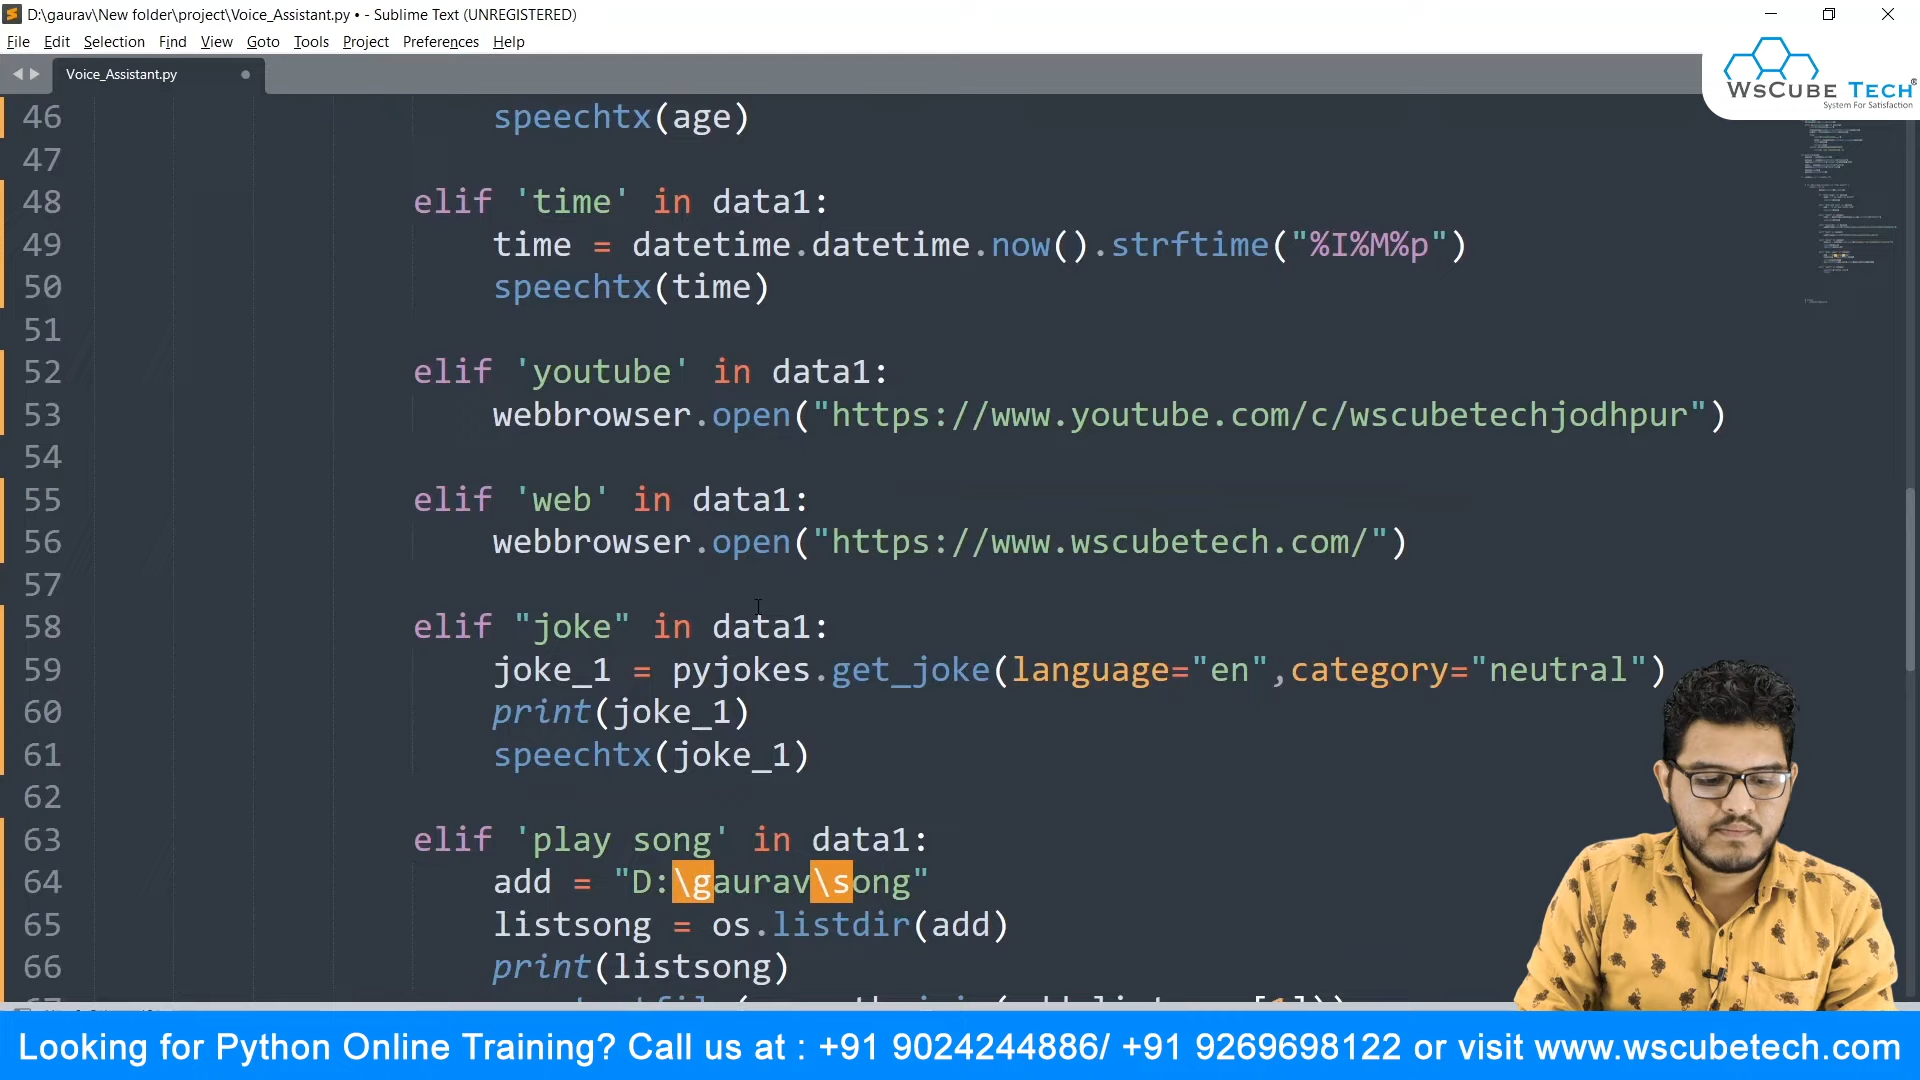 D:\gaurav\New folder\project\Voice_Assistant.py • - Sublime Text (UNREGISTERED)
File Edit Selection Find View Goto Tools Project Preferences Help
Voice_Assistant.py
WsCube Tech®
System For Satisfaction
46 speechtx(age)
47
48 elif 'time' in data1:
49 time = datetime.datetime.now().strftime("%I%M%p")
50 speechtx(time)
51
52 elif 'youtube' in data1:
53 webbrowser.open("https://www.youtube.com/c/wscubetechjodhpur")
54
55 elif 'web' in data1:
56 webbrowser.open("https://www.wscubetech.com/")
57
58 elif "joke" in data1:
59 joke_1 = pyjokes.get_joke(language="en",category="neutral")
60 print(joke_1)
61 speechtx(joke_1)
62
63 elif 'play song' in data1:
64 add = "D:\gaurav\song"
65 listsong = os.listdir(add)
66 print(listsong)
Looking for Python Online Training? Call us at : +91 9024244886/ +91 9269698122 or visit www.wscubetech.com